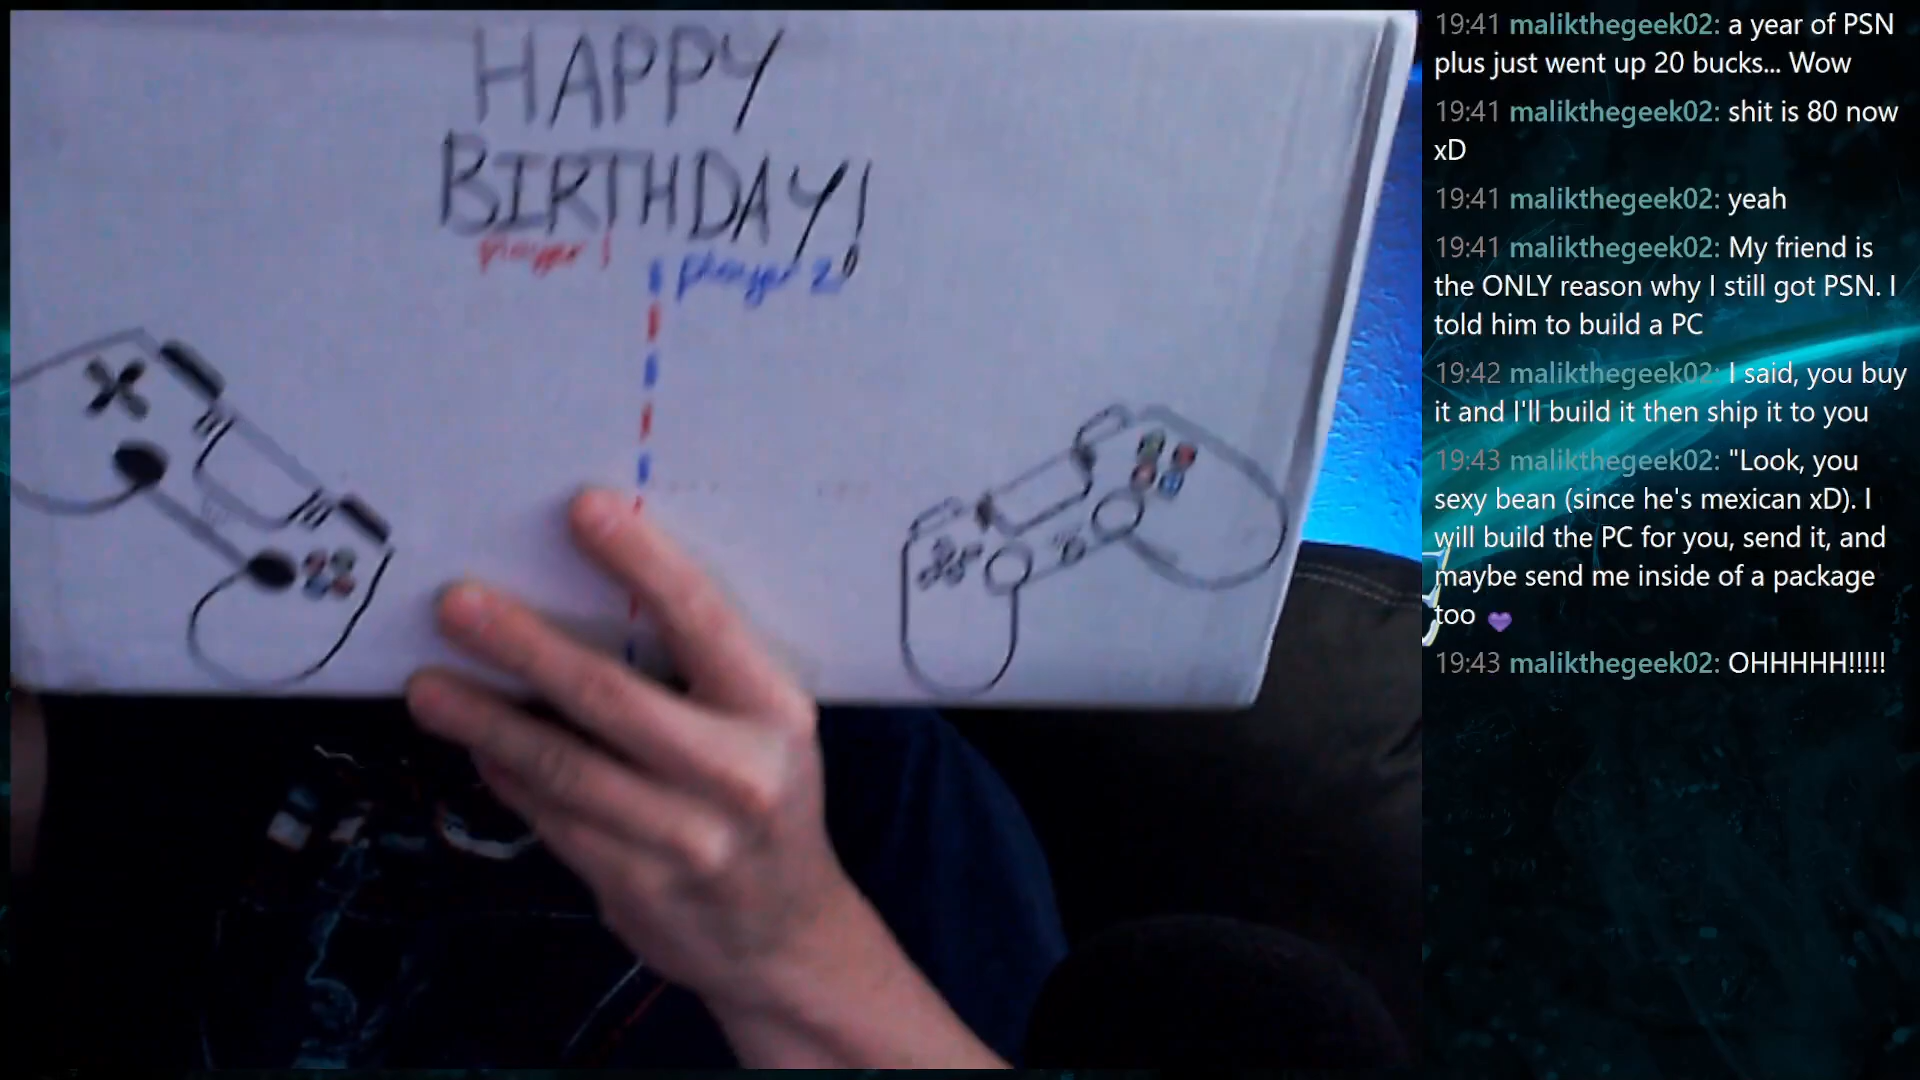 HAPPY
BIRTHDAY!
player 1
player 2
19:41 malikthegeek02: a year of PSN
plus just went up 20 bucks... Wow
19:41 malikthegeek02: shit is 80 now
xD
19:41 malikthegeek02: yeah
19:41 malikthegeek02: My friend is
the ONLY reason why I still got PSN. I
told him to build a PC
19:42 malikthegeek02: I said, you buy
it and I'll build it then ship it to you
19:43 malikthegeek02: "Look, you
sexy bean (since he's mexican xD). I
will build the PC for you, send it, and
maybe send me inside of a package
too 💜
19:43 malikthegeek02: OHHHHH!!!!!